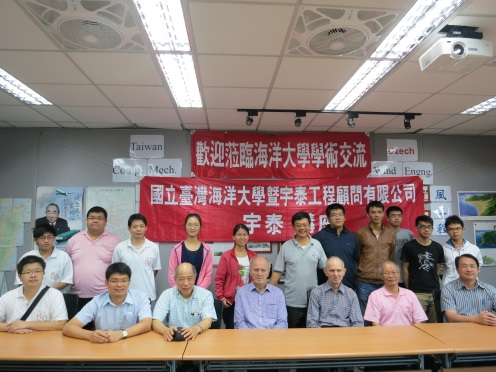 Taiwan
Czech
歡迎蒞臨海洋大學學術交流
Comp.
Mech.
Wind
Engng.
國立臺灣海洋大學暨宇泰工程顧問有限公司
宇泰
風